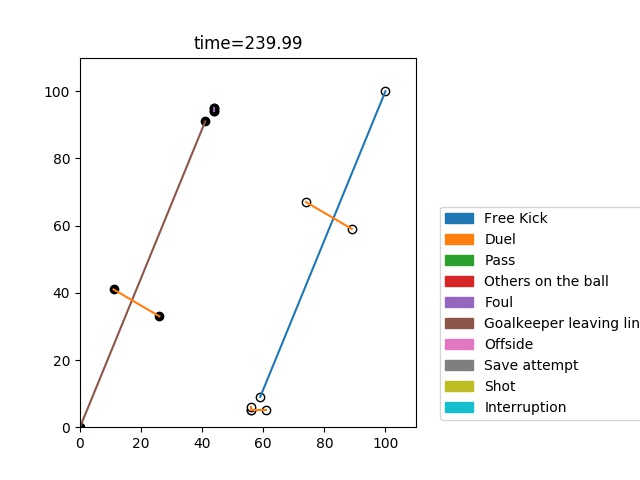 time=239.99
100
80
60
40
20
0
0 20 40 60 80 100
Free Kick
Duel
Pass
Others on the ball
Foul
Goalkeeper leaving lin
Offside
Save attempt
Shot
Interruption